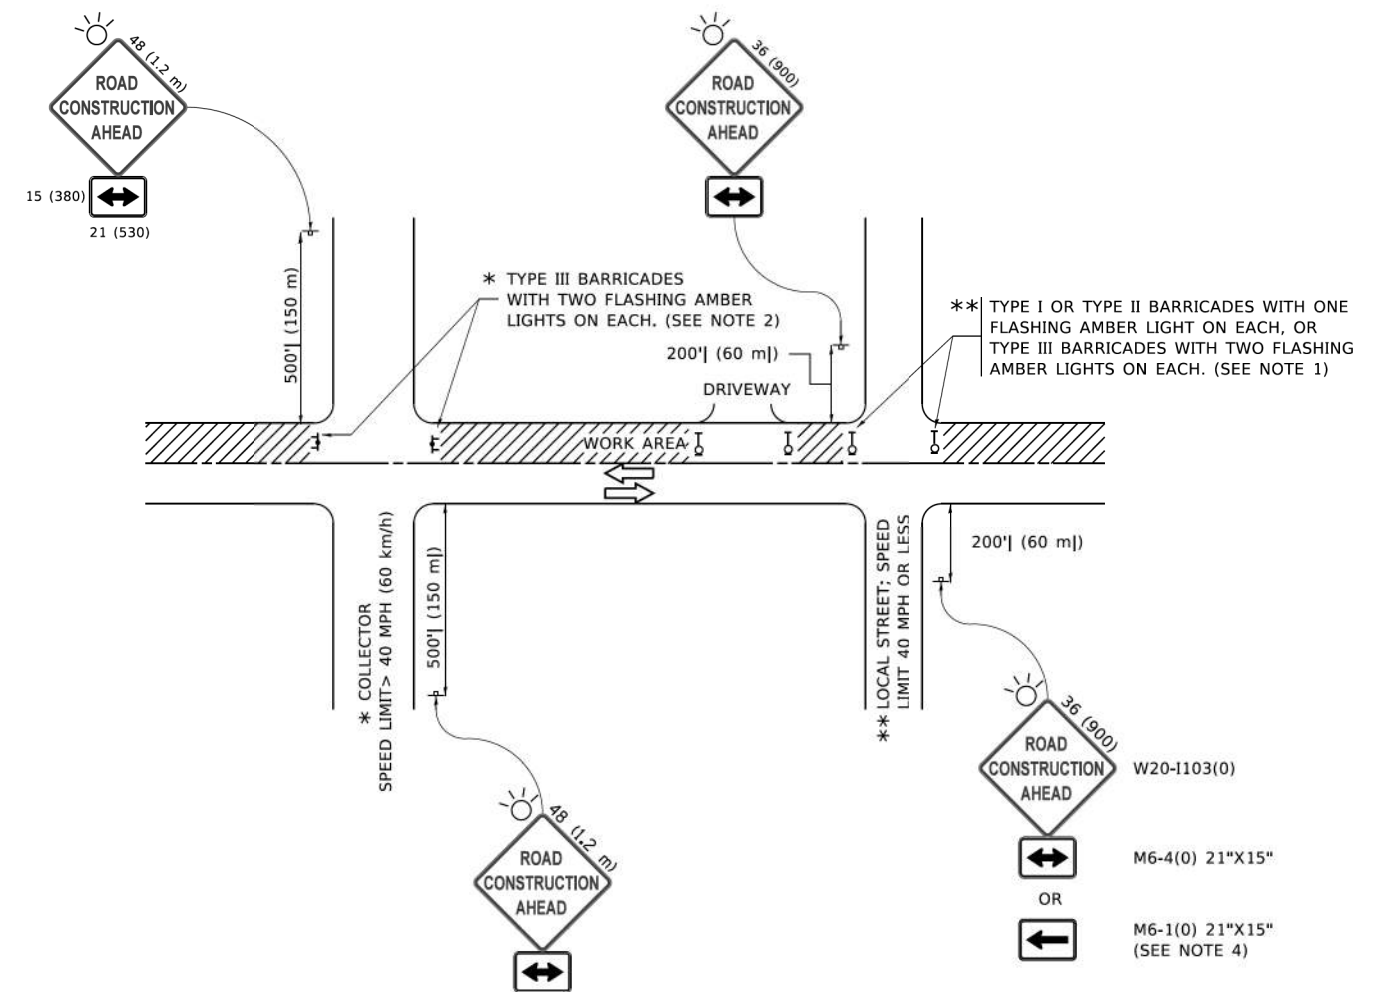 48 (1.2 m)
ROAD
CONSTRUCTION
AHEAD
15 (380)
21 (530)
36 (900)
ROAD
CONSTRUCTION
AHEAD
500'| (150 m)
* TYPE III BARRICADES
WITH TWO FLASHING AMBER
LIGHTS ON EACH. (SEE NOTE 2)
200'| (60 m|)
DRIVEWAY
** TYPE I OR TYPE II BARRICADES WITH ONE
FLASHING AMBER LIGHT ON EACH, OR
TYPE III BARRICADES WITH TWO FLASHING
AMBER LIGHTS ON EACH. (SEE NOTE 1)
WORK AREA
* COLLECTOR
SPEED LIMIT> 40 MPH (60 km/h)
500'| (150 m|)
** LOCAL STREET; SPEED
LIMIT 40 MPH OR LESS
200'| (60 m|)
48 (1.2 m)
ROAD
CONSTRUCTION
AHEAD
36 (900)
ROAD
CONSTRUCTION
AHEAD
W20-I103(0)
M6-4(0) 21"X15"
OR
M6-1(0) 21"X15"
(SEE NOTE 4)